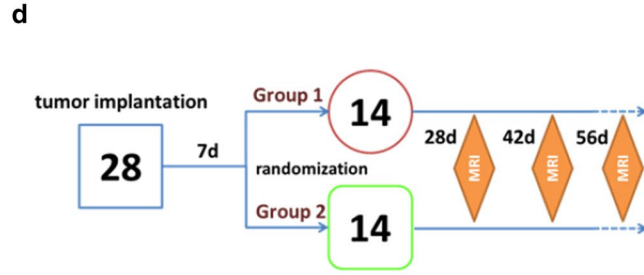 d
tumor implantation
28
7d
randomization
Group 1
14
Group 2
14
28d
MRI
42d
MRI
56d
MRI